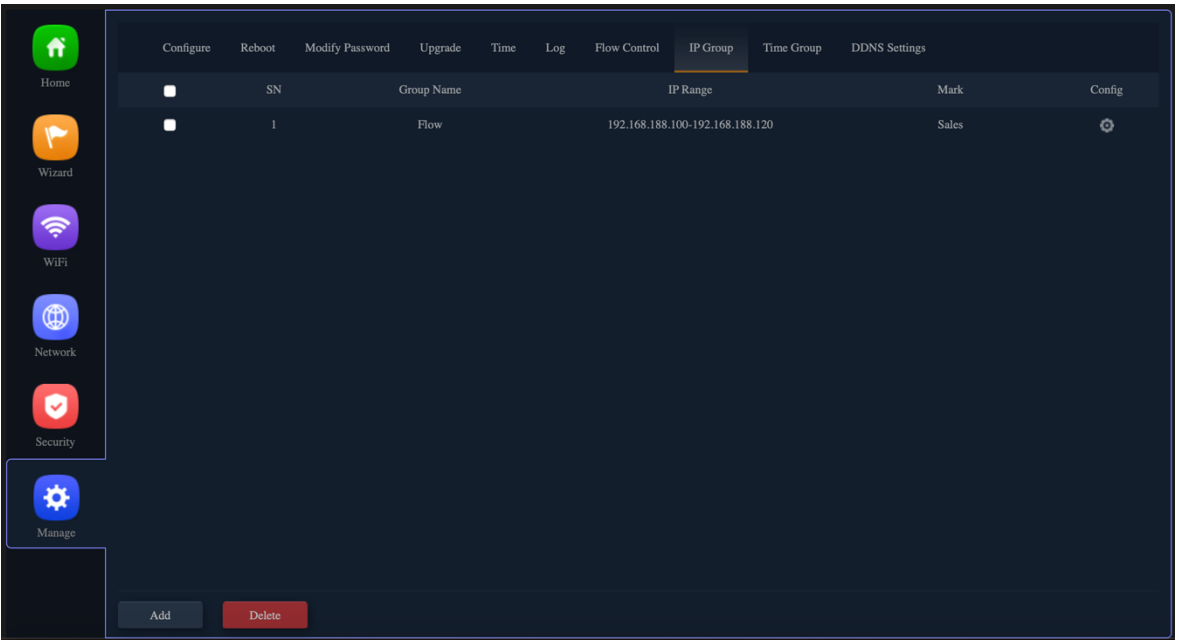 Home
Wizard
WiFi
Network
Security
Manage
Configure Reboot Modify Password Upgrade Time Log Flow Control IP Group Time Group DDNS Settings
SN Group Name IP Range Mark Config
1 Flow 192.168.188.100-192.168.188.120 Sales
Add Delete